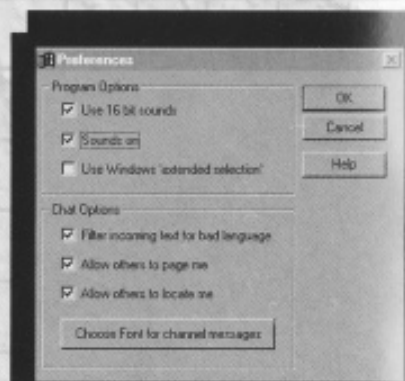 Preferences
Program Options
Use 16 bit sounds
Sounds on
Use Windows 'extended selection'
OK
Cancel
Help
Chat Options
Filter incoming text for bad language
Allow others to page me
Allow others to locate me
Choose Font for channel messages